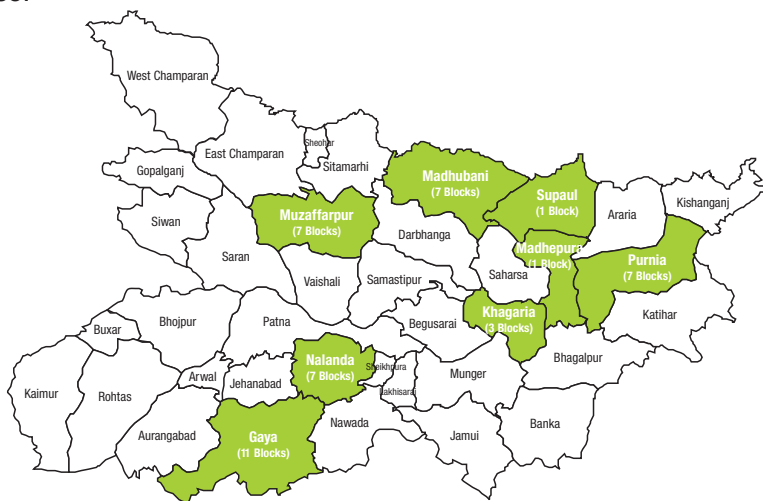 West Champaran
Sheohar
East Champaran
Sitamarhi
Gopalganj
Madhubani
(7 Blocks)
Supaul
(1 Block)
Kishanganj
Araria
Siwan
Muzaffarpur
(7 Blocks)
Darbhanga
Madhepura
(1 Block)
Purnia
(7 Blocks)
Saran
Saharsa
Vaishali
Samastipur
Khagaria
(3 Blocks)
Katihar
Bhojpur
Patna
Begusarai
Buxar
Nalanda
(7 Blocks)
Sheikhpura
Bhagalpur
Munger
Arwal
Jehanabad
Lakhisarai
Kaimur
Rohtas
Aurangabad
Gaya
(11 Blocks)
Nawada
Jamui
Banka